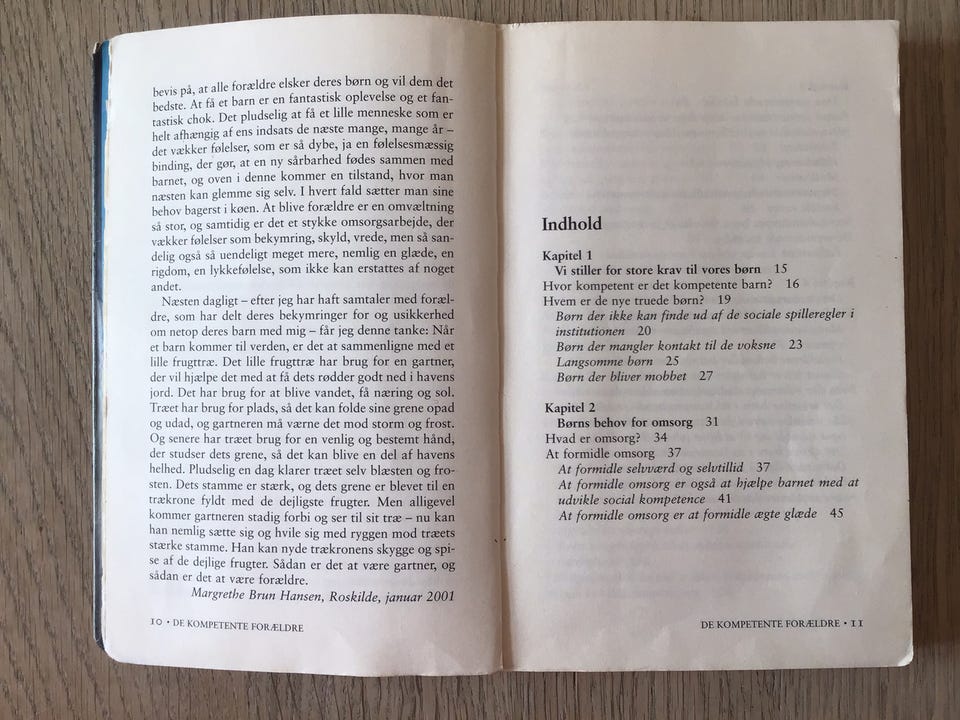 bevis på, at alle forældre elsker deres børn og vil dem det
bedste. At få et barn er en fantastisk oplevelse og et fan-
tastisk chok. Det pludselig at få et lille menneske som er
helt afhængig af ens indsats de næste mange, mange år –
det vækker følelser, som er så dybe, ja en følelsesmæssig
binding, der gør, at en ny sårbarhed fødes sammen med
barnet, og oven i denne kommer en tilstand, hvor man
næsten kan glemme sig selv. I hvert fald sætter man sine
behov bagerst i køen. At blive forældre er en omvæltning
så stor, og samtidig er det et stykke omsorgsarbejde, der
vækker følelser som bekymring, skyld, vrede, men så san-
delig også så uendeligt meget mere, nemlig en glæde, en
rigdom, en lykkefølelse, som ikke kan erstattes af noget
andet.
Næsten dagligt – efter jeg har haft samtaler med foræl-
dre, som har delt deres bekymringer for og usikkerhed
om netop deres barn med mig – får jeg denne tanke: Når
et barn kommer til verden, er det at sammenligne med et
lille frugttræ. Det lille frugttræ har brug for en gartner,
der vil hjælpe det med at få dets rødder godt ned i havens
jord. Det har brug for at blive vandet, få næring og sol.
Træet har brug for plads, så det kan folde sine grene opad
og udad, og gartneren må værne det mod storm og frost.
Og senere har træet brug for en venlig og bestemt hånd,
der studser dets grene, så det kan blive en del af havens
helhed. Pludselig en dag klarer træet selv blæsten og fro-
sten. Dets stamme er stærk, og dets grene er blevet til en
trækrone fyldt med de dejligste frugter. Men alligevel
kommer gartneren stadig forbi og ser til sit træ – nu kan
han nemlig sætte sig og hvile sig med ryggen mod træets
stærke stamme. Han kan nyde trækronens skygge og spi-
se af de dejlige frugter. Sådan er det at være gartner, og
sådan er det at være forældre.
Margrethe Brun Hansen, Roskilde, januar 2001
10 • DE KOMPETENTE FORÆLDRE
Indhold
Kapitel 1
Vi stiller for store krav til vores børn 15
Hvor kompetent er det kompetente barn? 16
Hvem er de nye truede børn? 19
Børn der ikke kan finde ud af de sociale spilleregler i
institutionen 20
Børn der mangler kontakt til de voksne 23
Langsomme børn 25
Børn der bliver mobbet 27
Kapitel 2
Børns behov for omsorg 31
Hvad er omsorg? 34
At formidle omsorg 37
At formidle selvværd og selvtillid 37
At formidle omsorg er også at hjælpe barnet med at
udvikle social kompetence 41
At formidle omsorg er at formidle ægte glæde 45
DE KOMPETENTE FORÆLDRE • 11